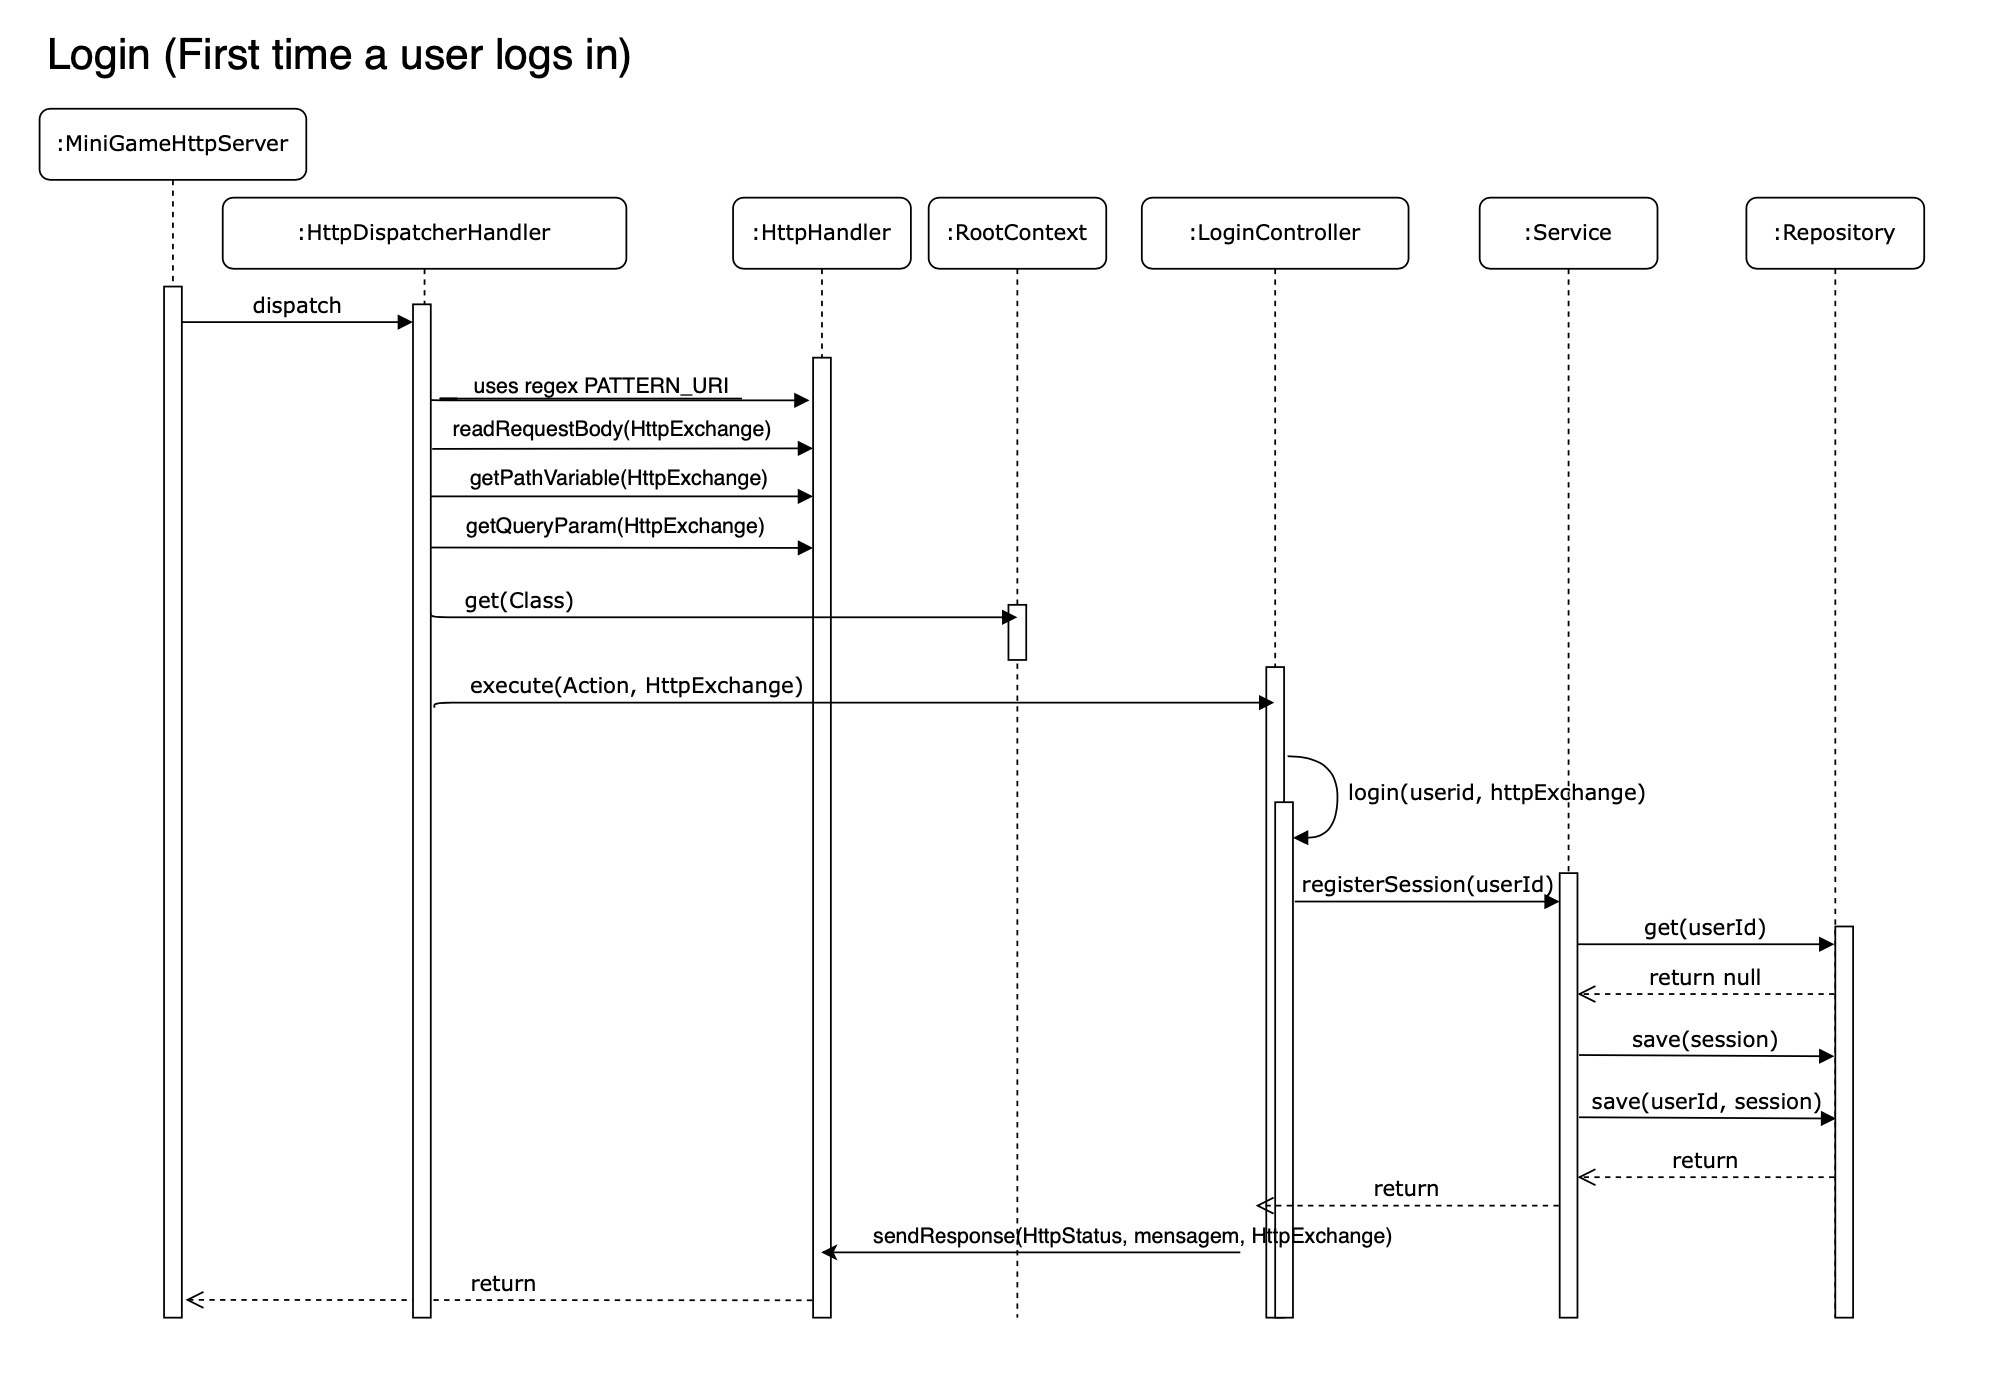 Login (First time a user logs in)
:MiniGameHttpServer
:HttpDispatcherHandler
:HttpHandler
:RootContext
:LoginController
:Service
:Repository
dispatch
uses regex PATTERN_URI
readRequestBody(HttpExchange)
getPathVariable(HttpExchange)
getQueryParam(HttpExchange)
get(Class)
execute(Action, HttpExchange)
login(userid, httpExchange)
registerSession(userId)
get(userId)
return null
save(session)
save(userId, session)
return
return
sendResponse(HttpStatus, mensagem, HttpExchange)
return